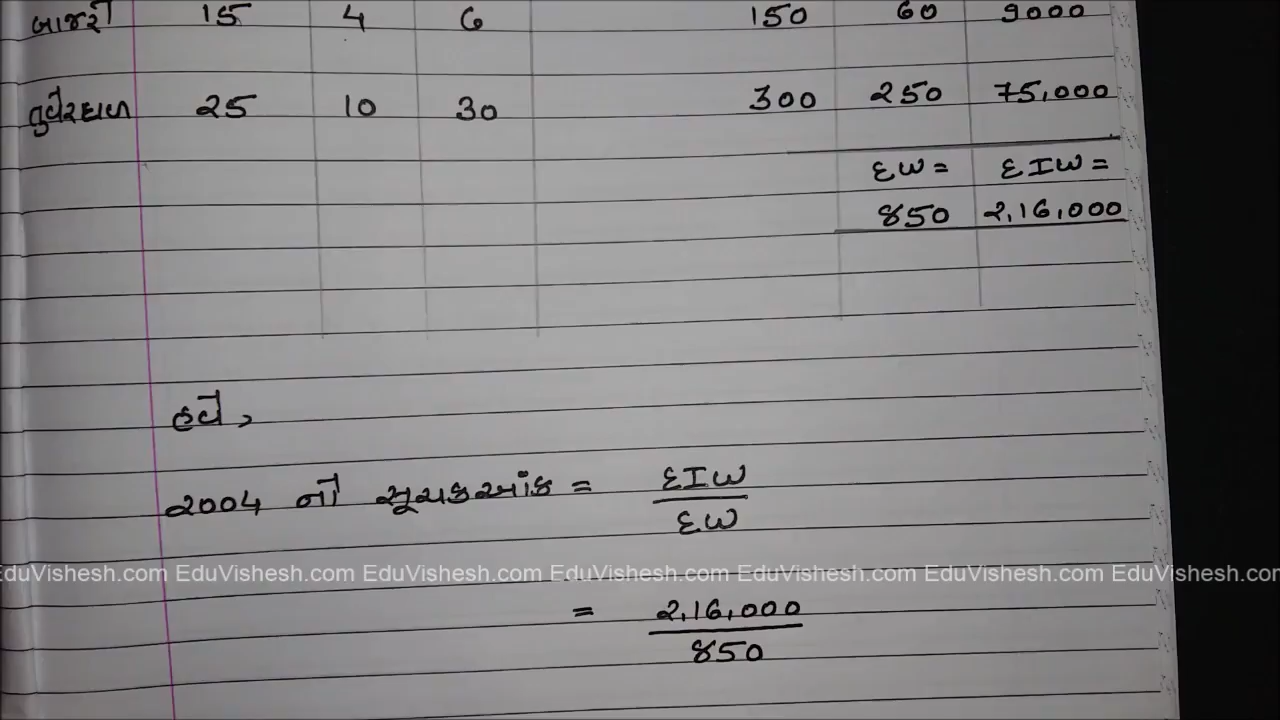 બાજરી 15 4 6 150 60 9000
તુવેરદાળ 25 10 30 300 250 75,000
ΣW = ΣIW =
850 2,16,000
હવે,
2004 નો સૂચકઆંક = ΣIW
ΣW
EduVishesh.com EduVishesh.com EduVishesh.com EduVishesh.com EduVishesh.com EduVishesh.com EduVishesh.com
= 2,16,000
850